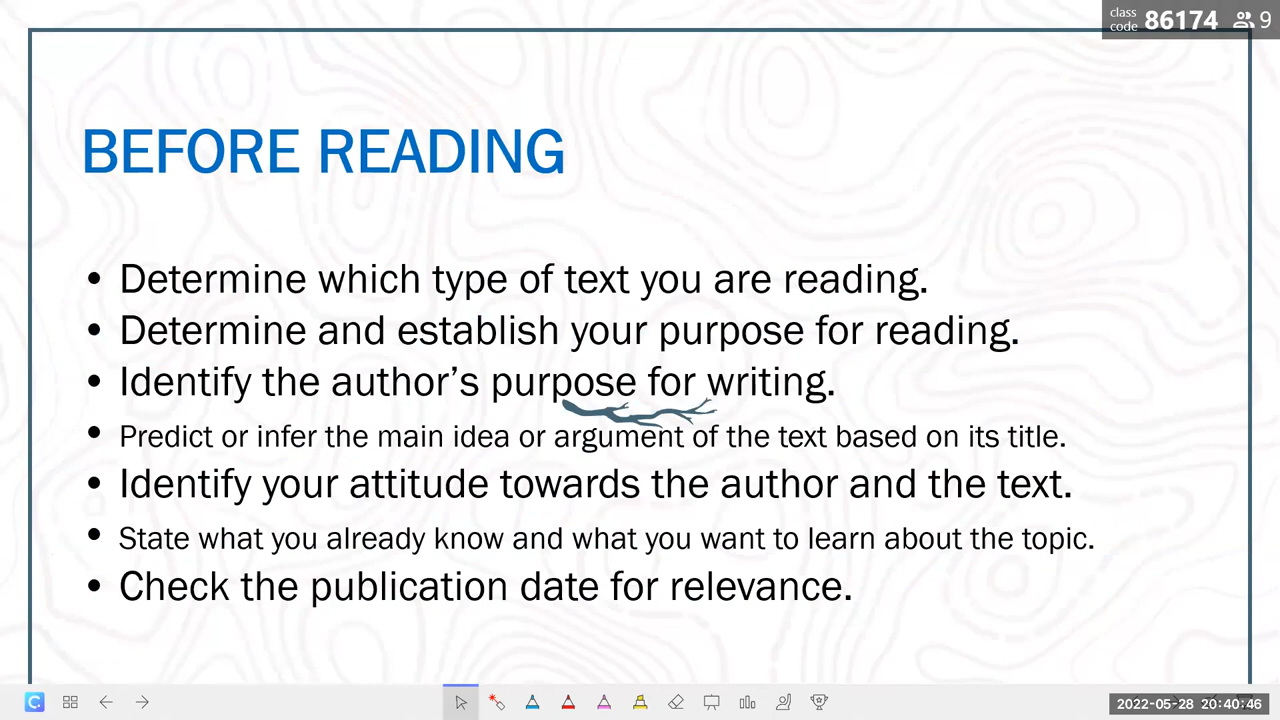 class
code 86174 9
BEFORE READING
• Determine which type of text you are reading.
• Determine and establish your purpose for reading.
• Identify the author’s purpose for writing.
• Predict or infer the main idea or argument of the text based on its title.
• Identify your attitude towards the author and the text.
• State what you already know and what you want to learn about the topic.
• Check the publication date for relevance.
2022-05-28 20:40:46